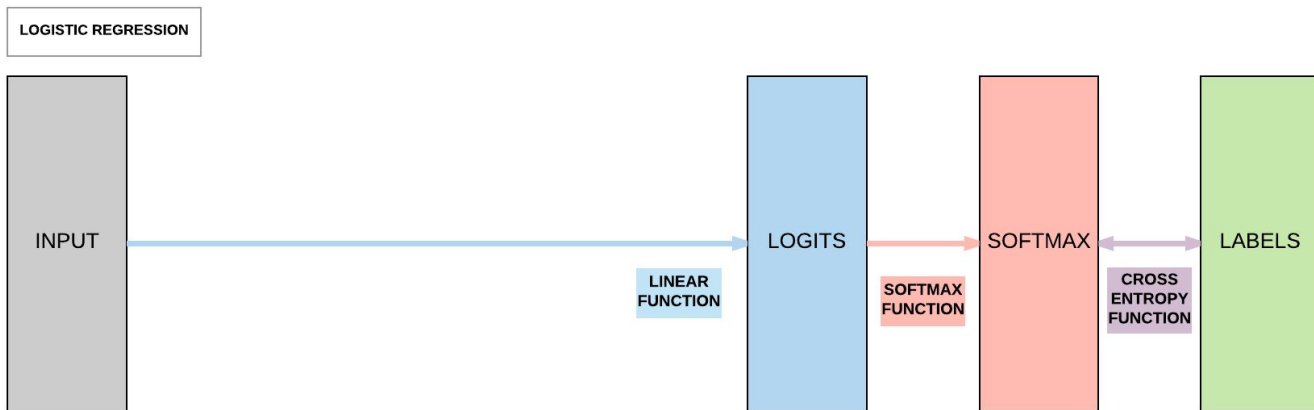 LOGISTIC REGRESSION
INPUT
LINEAR
FUNCTION
LOGITS
SOFTMAX
FUNCTION
SOFTMAX
CROSS
ENTROPY
FUNCTION
LABELS